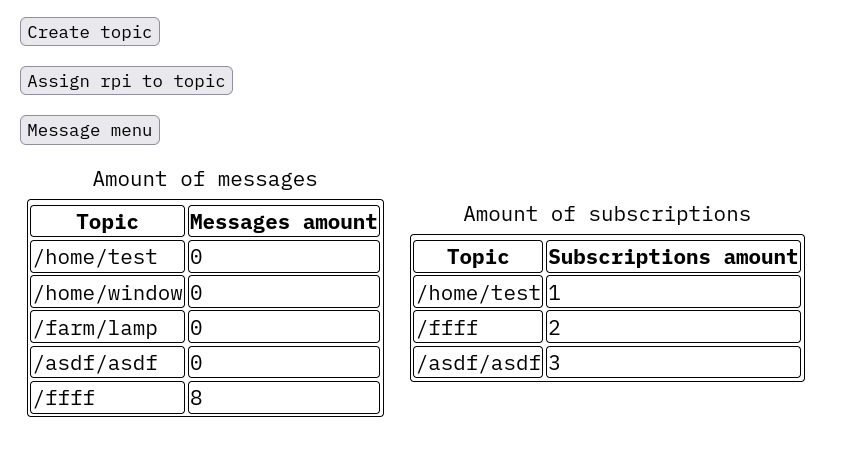 Create topic
Assign rpi to topic
Message menu
Amount of messages
Topic Messages amount
/home/test 0
/home/window 0
/farm/lamp 0
/asdf/asdf 0
/ffff 8
Amount of subscriptions
Topic Subscriptions amount
/home/test 1
/ffff 2
/asdf/asdf 3